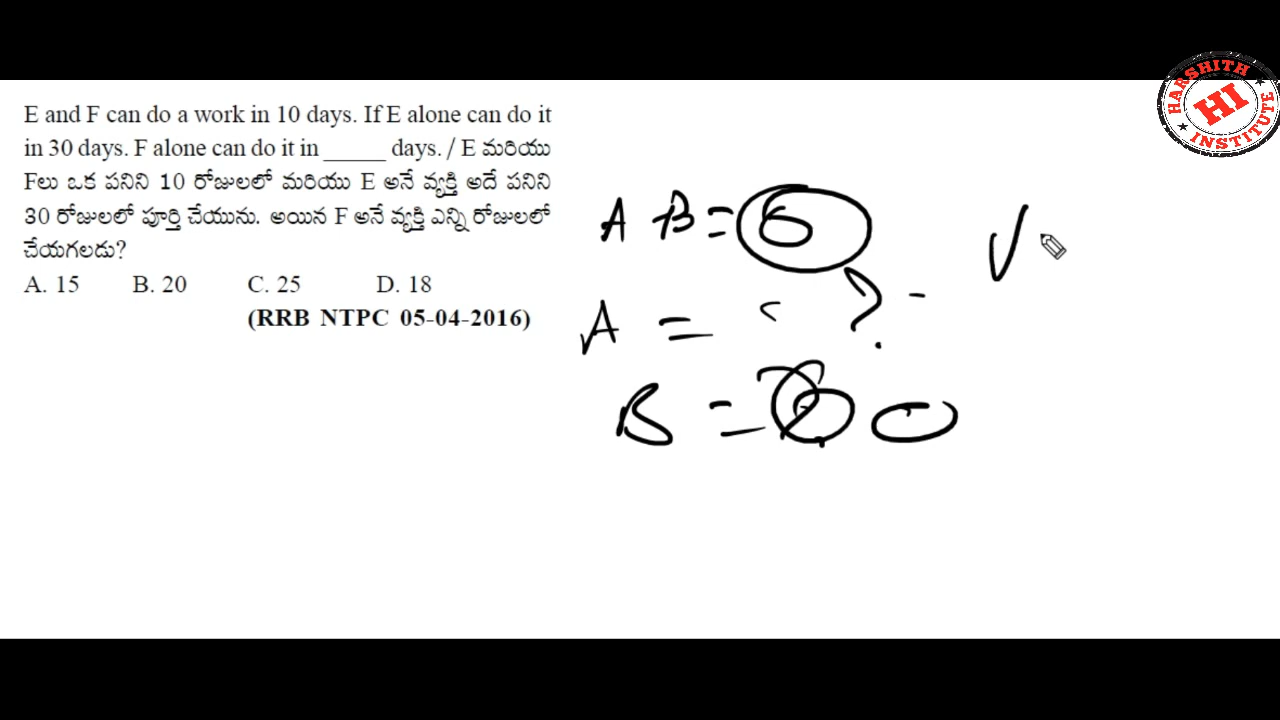 E and F can do a work in 10 days. If E alone can do it
in 30 days. F alone can do it in _____ days. / E మరియు
Fలు ఒక పనిని 10 రోజులలో మరియు E అనే వ్యక్తి అదే పనిని
30 రోజులలో పూర్తి చేయును. అయిన F అనే వ్యక్తి ఎన్ని రోజులలో
చేయగలడు?
A. 15 B. 20 C. 25 D. 18
(RRB NTPC 05-04-2016)
A B = 6
A = ? -
B =
HARSHITH
HI
INSTITUTE